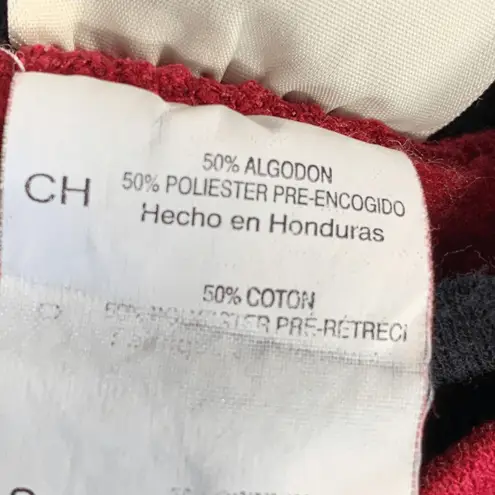 50% ALGODON
CH 50% POLIESTER PRE-ENCOGIDO
Hecho en Honduras
50% COTON
PRÉ-RÉTRECI